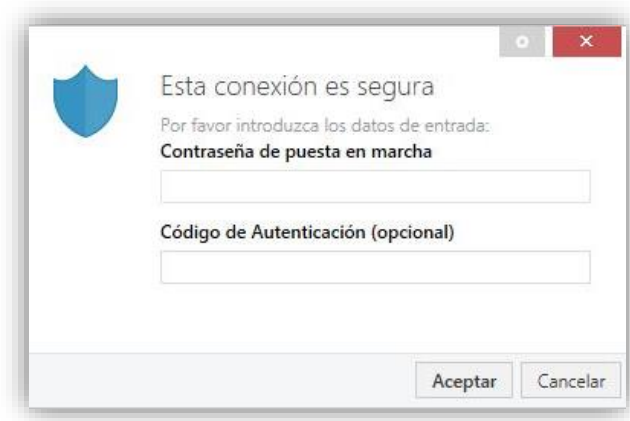 Esta conexión es segura
Por favor introduzca los datos de entrada:
Contraseña de puesta en marcha
Código de Autenticación (opcional)
Aceptar Cancelar